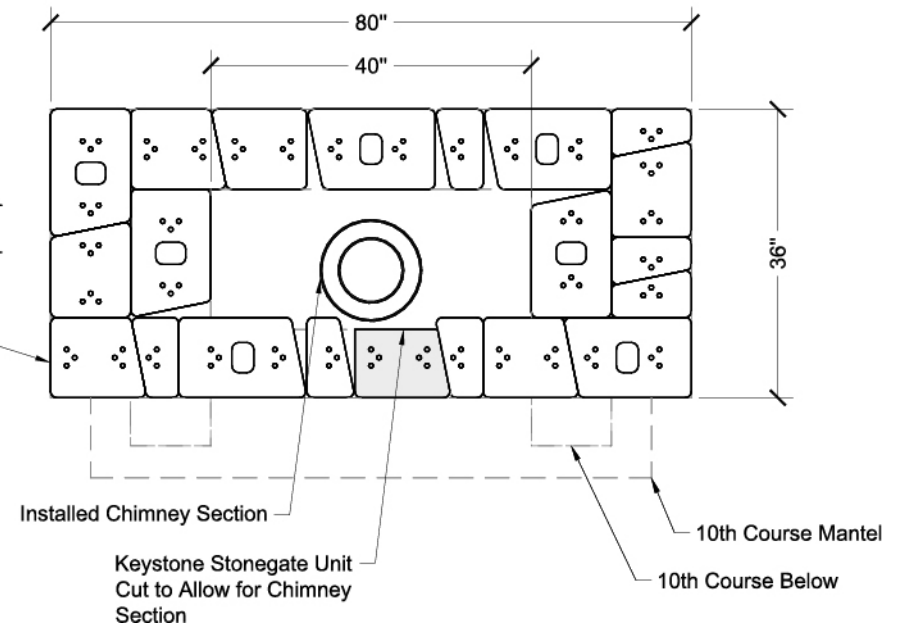 80"
40"
36"
Installed Chimney Section
Keystone Stonegate Unit
Cut to Allow for Chimney
Section
10th Course Mantel
10th Course Below